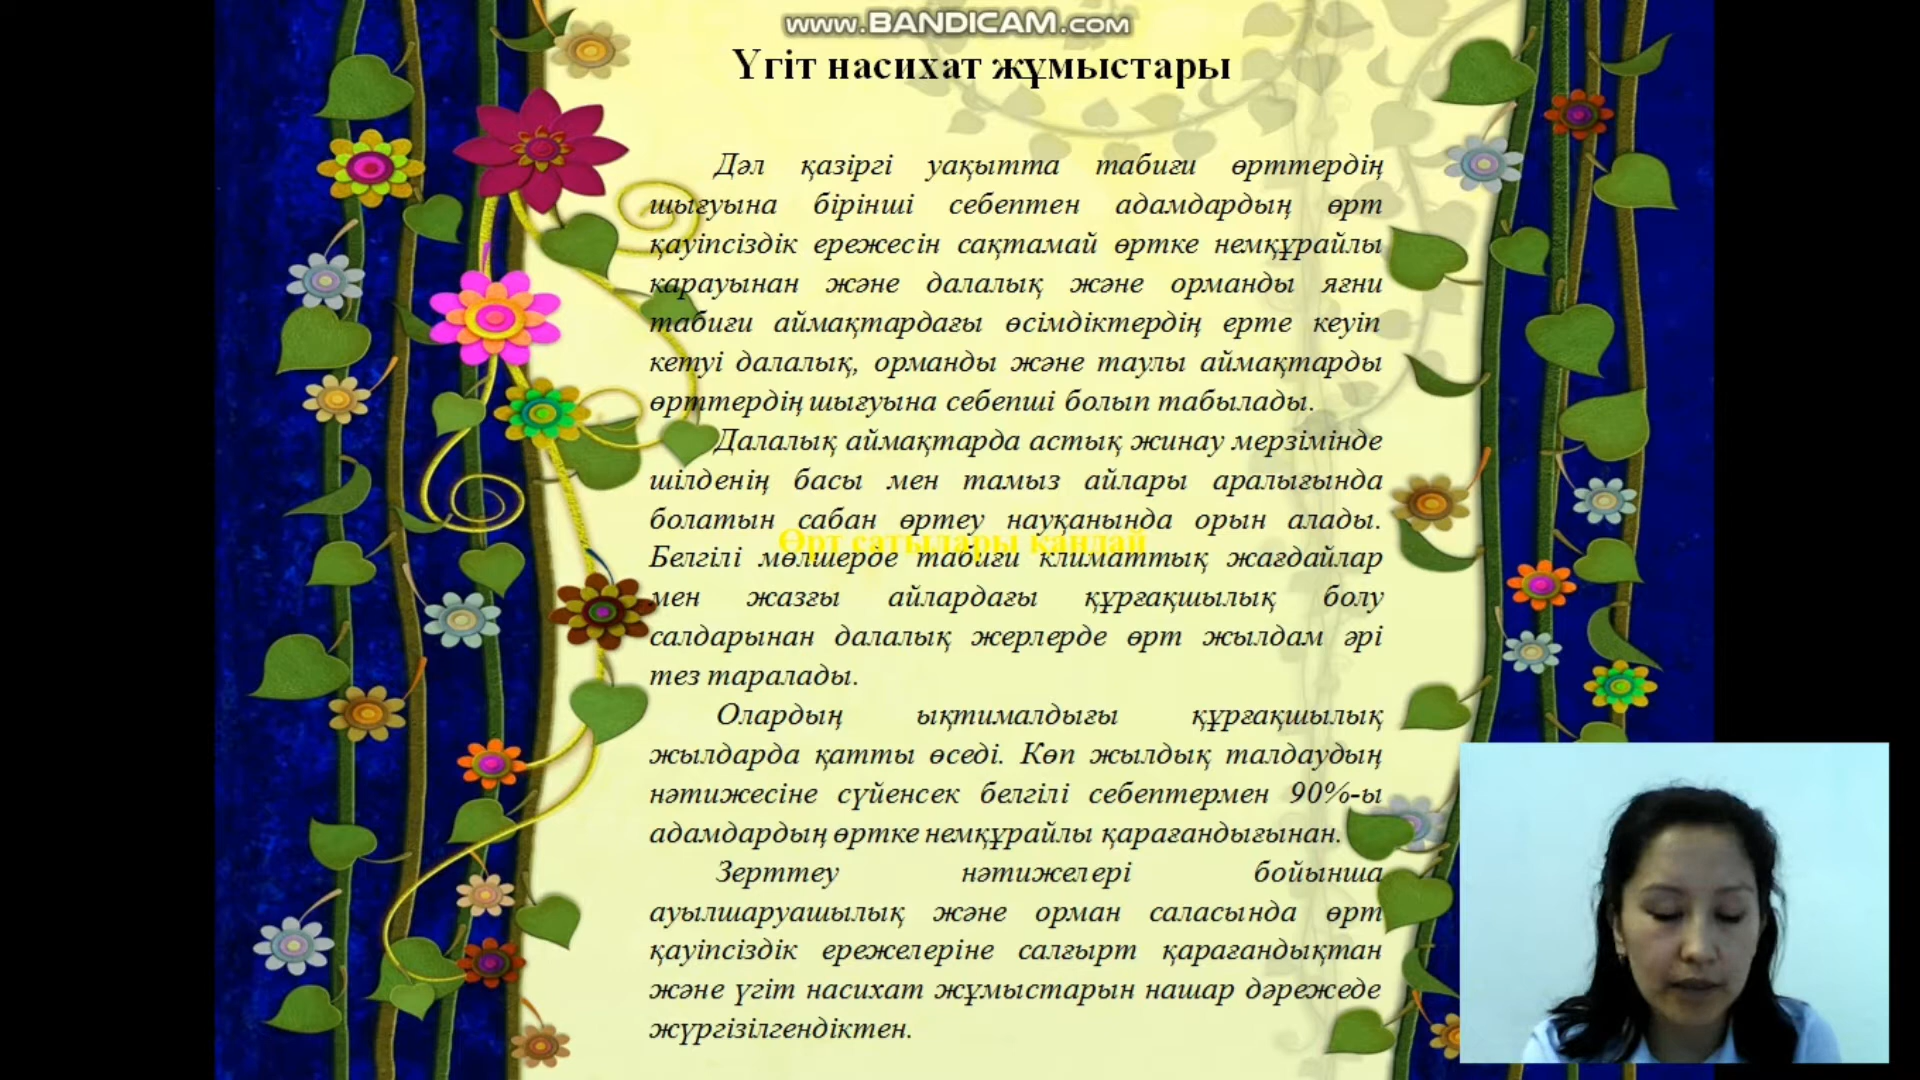 www.BANDICAM.com
Үгіт насихат жұмыстары
Дәл қазіргі уақытта табиғи өрттердің
шығуына бірінші себептен адамдардың өрт
қауіпсіздік ережесін сақтамай өртке немқұрайлы
қарауынан және далалық және орманды яғни
табиғи аймақтардағы өсімдіктердің ерте кеуіп
кетуі далалық, орманды және таулы аймақтарды
өрттердің шығуына себепші болып табылады.
Далалық аймақтарда астық жинау мерзімінде
шілденің басы мен тамыз айлары аралығында
болатын сабан өртеу науқанында орын алады.
Өрт сатылары қандай
Белгілі мөлшерде табиғи климаттық жағдайлар
мен жазғы айлардағы құрғақшылық болу
салдарынан далалық жерлерде өрт жылдам әрі
тез таралады.
Олардың ықтималдығы құрғақшылық
жылдарда қатты өседі. Көп жылдық талдаудың
нәтижесіне сүйенсек белгілі себептермен 90%-ы
адамдардың өртке немқұрайлы қарағандығынан.
Зерттеу нәтижелері бойынша
ауылшаруашылық және орман саласында өрт
қауіпсіздік ережелеріне салғырт қарағандықтан
және үгіт насихат жұмыстарын нашар дәрежеде
жүргізілгендіктен.